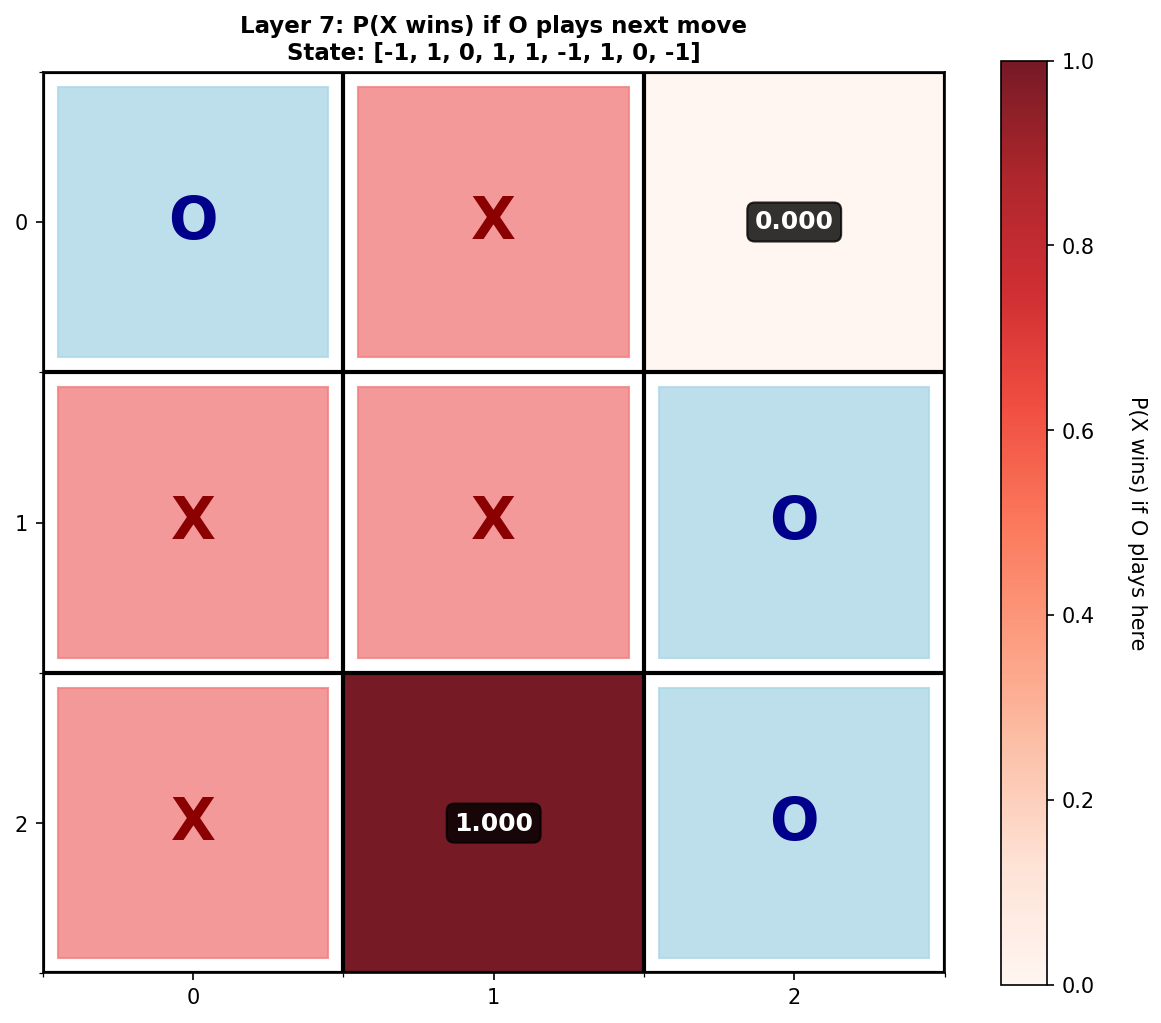 Layer 7: P(X wins) if O plays next move
State: [-1, 1, 0, 1, 1, -1, 1, 0, -1]
O
X
0.000
X
X
O
X
1.000
O
0
1
2
0
1
2
1.0
0.8
0.6
0.4
0.2
0.0
P(X wins) if O plays here